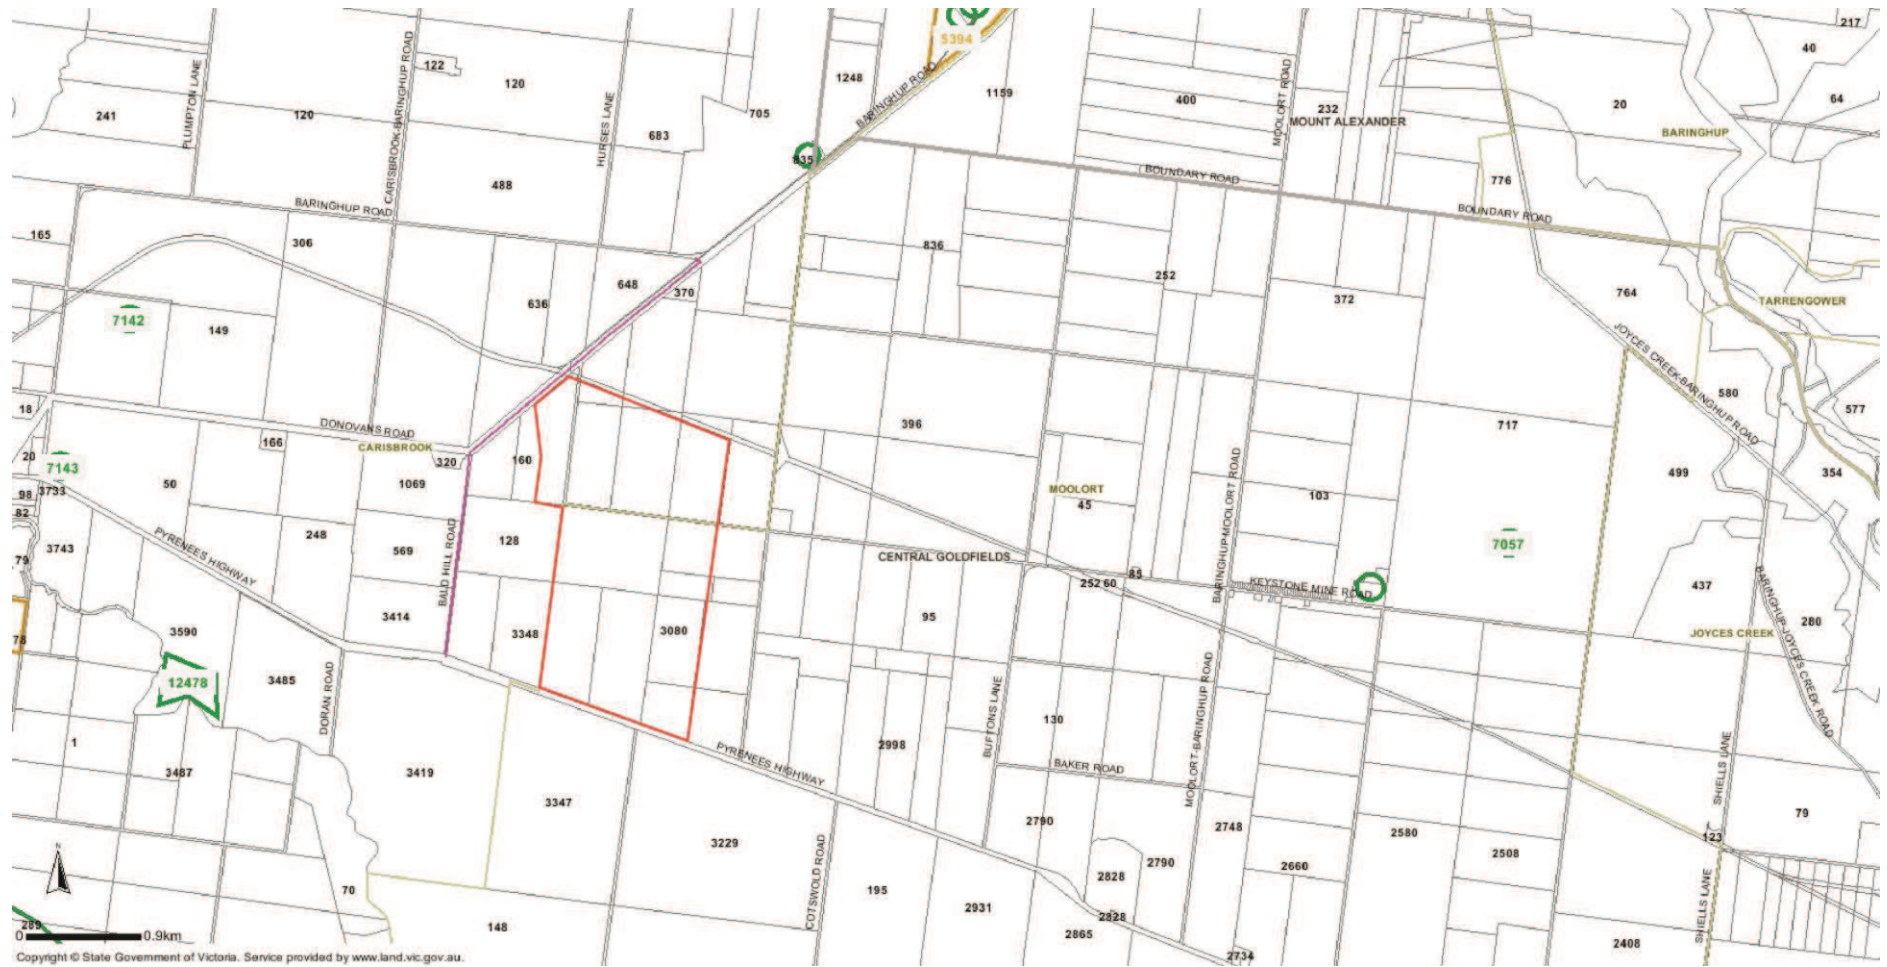 217
5394
40
122
120
1248
1159
400
232
MOUNT ALEXANDER
20
64
BARINGHUP
PLUMPTON LANE
CARISBROOK-BARINGHUP ROAD
HURSES LANE
BARINGHUP ROAD
MOOLORT ROAD
241
120
705
683
835
488
BOUNDARY ROAD
776
BOUNDARY ROAD
BARINGHUP ROAD
165
306
836
252
372
764
TARRENGOWER
636
648
370
7142
149
JOYCES CREEK-BARINGHUP ROAD
580
577
18
DONOVANS ROAD
CARISBROOK
166
396
717
20
7143
3733
98
82
50
320
1069
160
MOOLORT
45
BARINGHUP-MOOLORT ROAD
103
499
354
3743
79
PYRENEES HIGHWAY
248
569
BALD HILL ROAD
128
CENTRAL GOLDFIELDS
7057
252 60
85
KEYSTONE MINE ROAD
437
BARINGHUP-JOYCES CREEK ROAD
280
JOYCES CREEK
78
3590
3414
3348
3080
95
12478
3485
DORAN ROAD
BUFTONS LANE
MOOLORT-BARINGHUP ROAD
130
1
3487
3419
3347
PYRENEES HIGHWAY
2998
BAKER ROAD
SHIELLS LANE
79
3229
COTSWOLD ROAD
2790
2748
2580
2508
123
2660
2790
2828
N
70
195
2931
2828
SHIELLS LANE
289
148
2865
2408
2734
0 0.9km
Copyright © State Government of Victoria. Service provided by www.land.vic.gov.au.